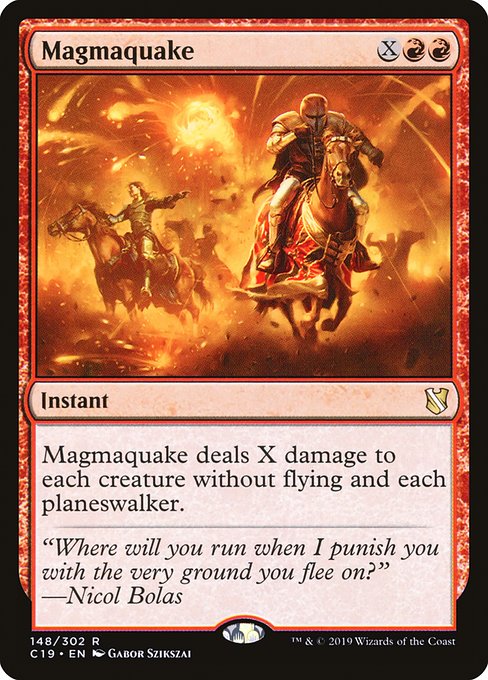 Magmaquake X
Instant
Magmaquake deals X damage to
each creature without flying and each
planeswalker.
“Where will you run when I punish you
with the very ground you flee on?”
—Nicol Bolas
148/302 R
C19 • EN Gabor Szikszai
™ & © 2019 Wizards of the Coast